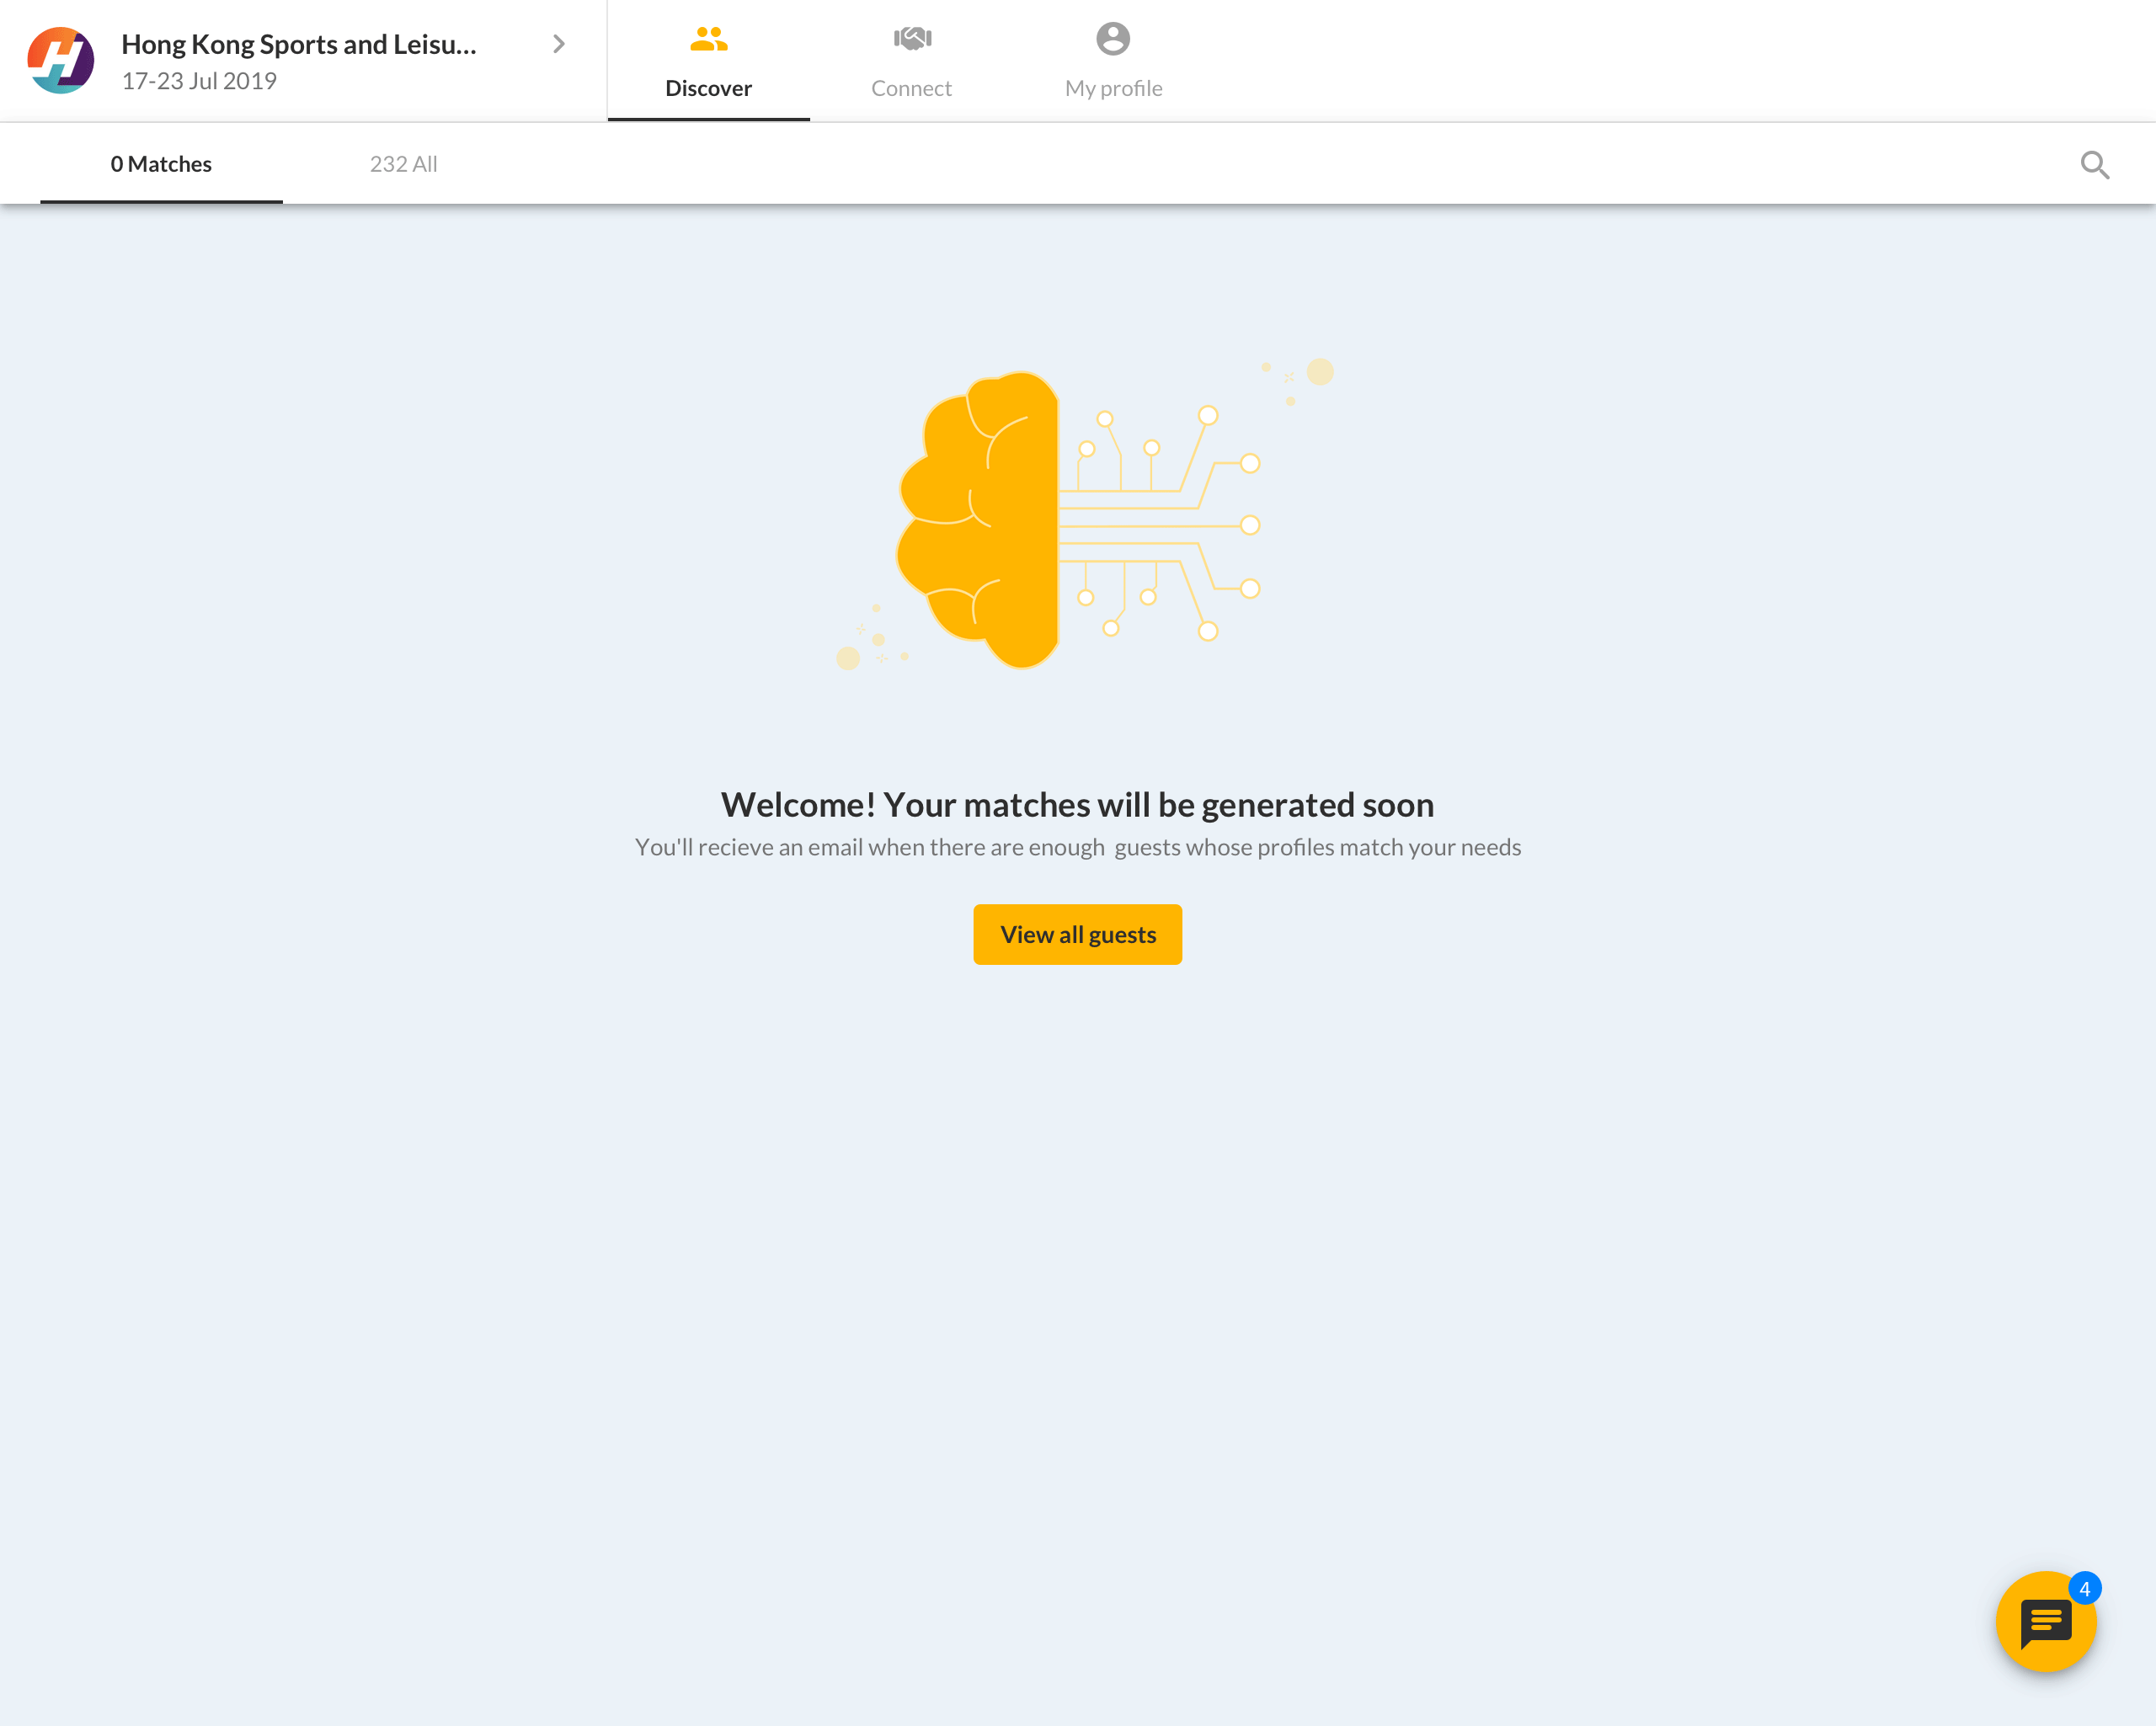 Hong Kong Sports and Leisu...
17-23 Jul 2019
Discover
Connect
My profile
0 Matches
232 All
Welcome! Your matches will be generated soon
You'll recieve an email when there are enough  guests whose profiles match your needs
View all guests
4